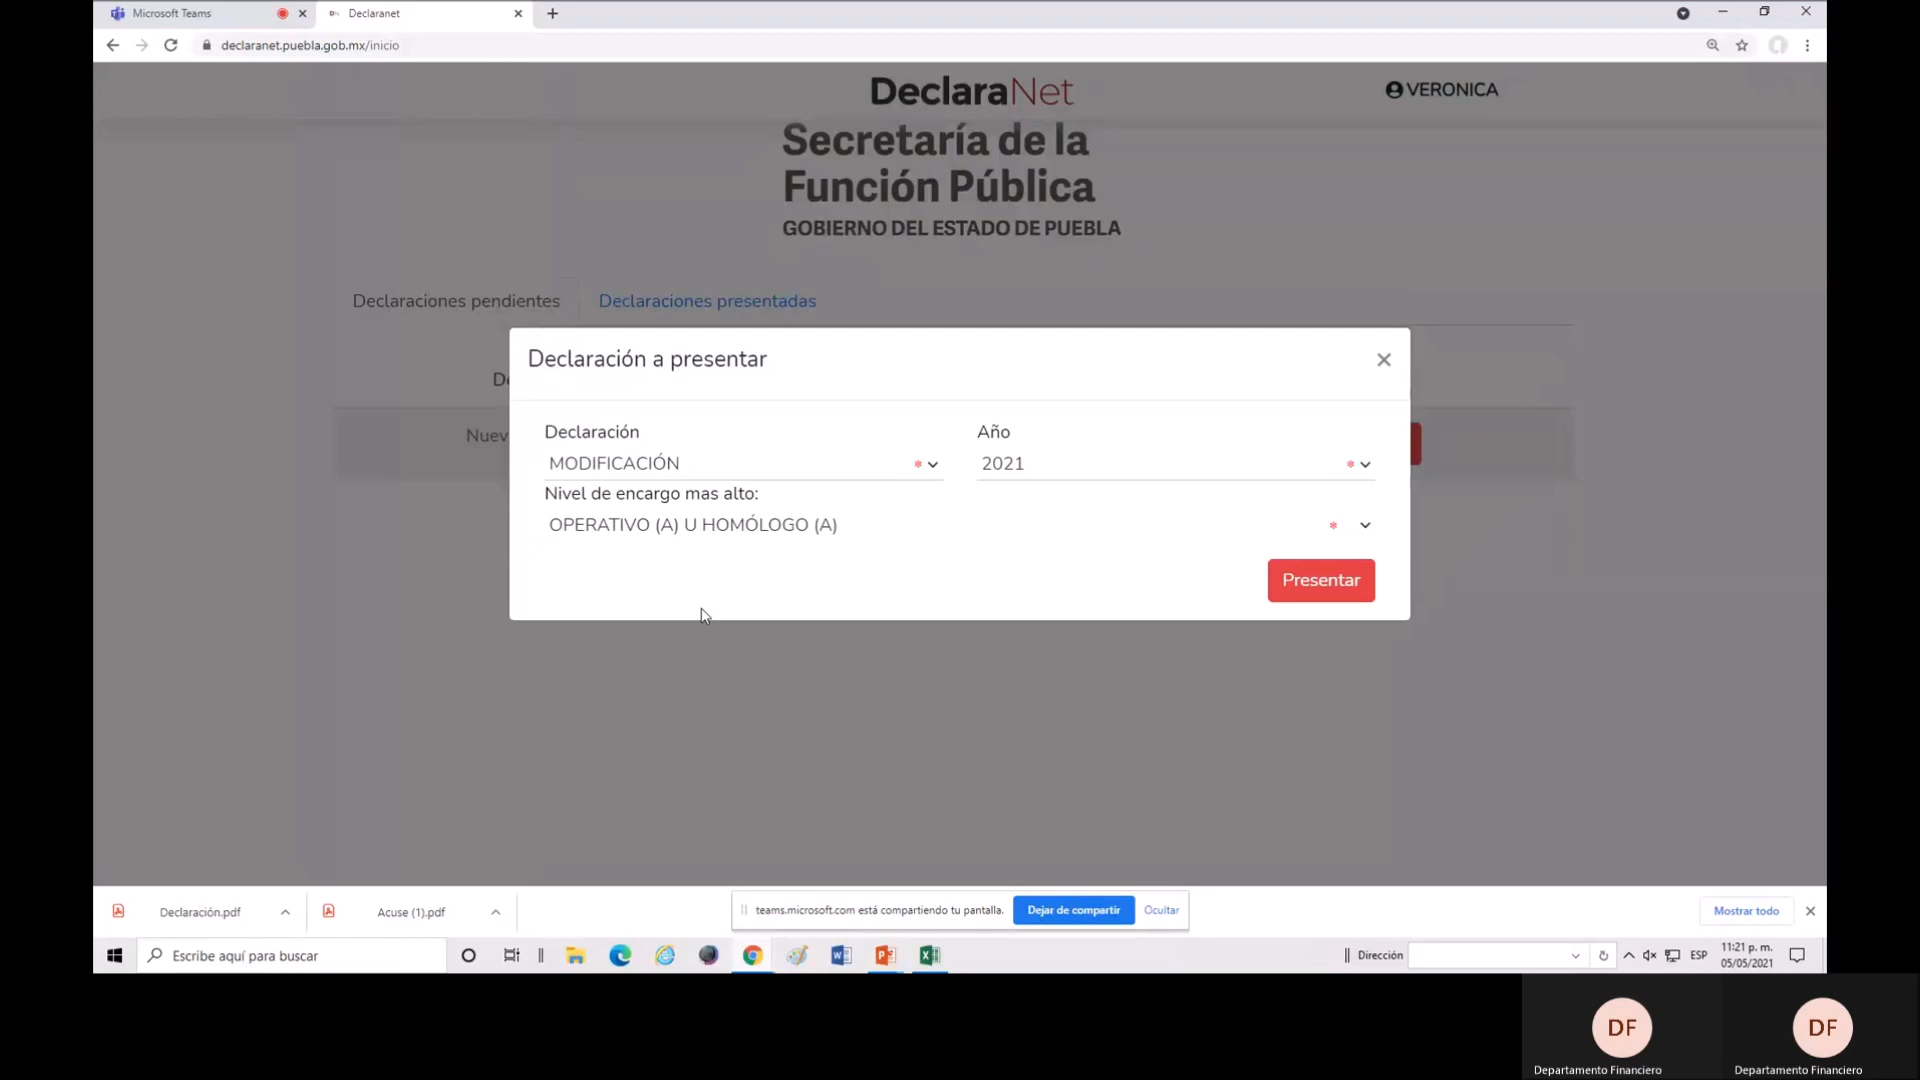 Microsoft Teams
Declaranet
declaranet.puebla.gob.mx/inicio
DeclaraNet
VERONICA
Secretaría de la
Función Pública
GOBIERNO DEL ESTADO DE PUEBLA
Declaraciones pendientes
Declaraciones presentadas
Declaración a presentar
Declaración
Año
MODIFICACIÓN *
2021 *
Nivel de encargo mas alto:
OPERATIVO (A) U HOMÓLOGO (A) *
Presentar
Declaración.pdf
Acuse (1).pdf
teams.microsoft.com está compartiendo tu pantalla.
Dejar de compartir
Ocultar
Mostrar todo
Escribe aquí para buscar
Dirección
ESP
11:21 p. m.
05/05/2021
DF
DF
Departamento Financiero
Departamento Financiero